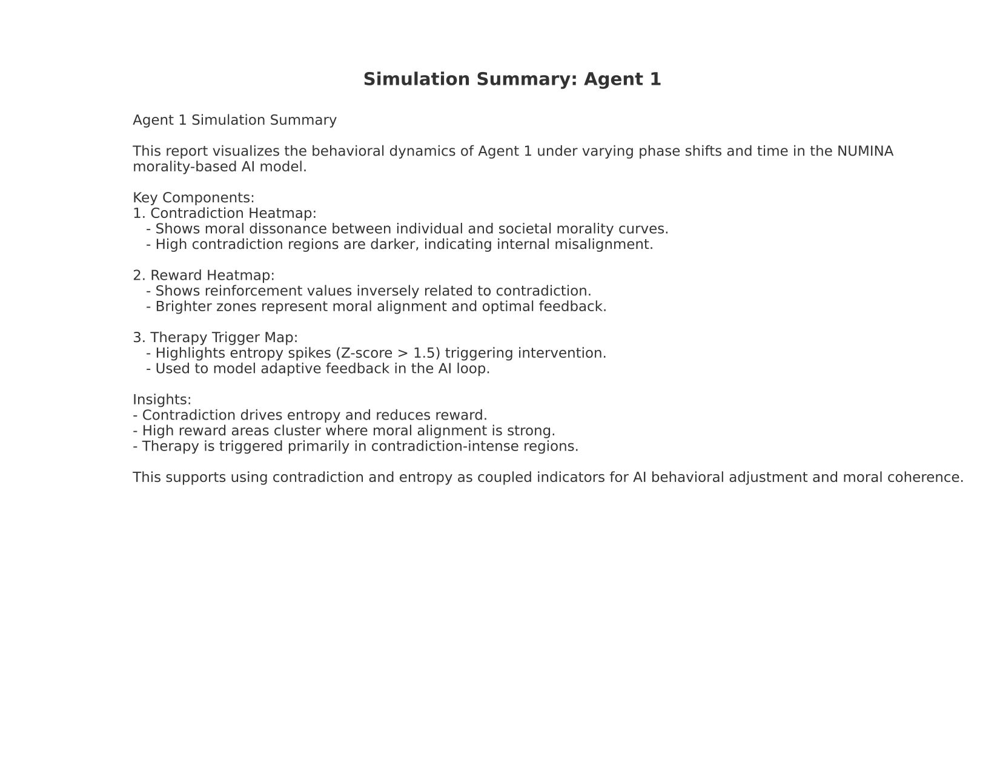 Simulation Summary: Agent 1
Agent 1 Simulation Summary
This report visualizes the behavioral dynamics of Agent 1 under varying phase shifts and time in the NUMINA
morality-based AI model.
Key Components:
1. Contradiction Heatmap:
- Shows moral dissonance between individual and societal morality curves.
- High contradiction regions are darker, indicating internal misalignment.
2. Reward Heatmap:
- Shows reinforcement values inversely related to contradiction.
- Brighter zones represent moral alignment and optimal feedback.
3. Therapy Trigger Map:
- Highlights entropy spikes (Z-score > 1.5) triggering intervention.
- Used to model adaptive feedback in the AI loop.
Insights:
- Contradiction drives entropy and reduces reward.
- High reward areas cluster where moral alignment is strong.
- Therapy is triggered primarily in contradiction-intense regions.
This supports using contradiction and entropy as coupled indicators for AI behavioral adjustment and moral coherence.